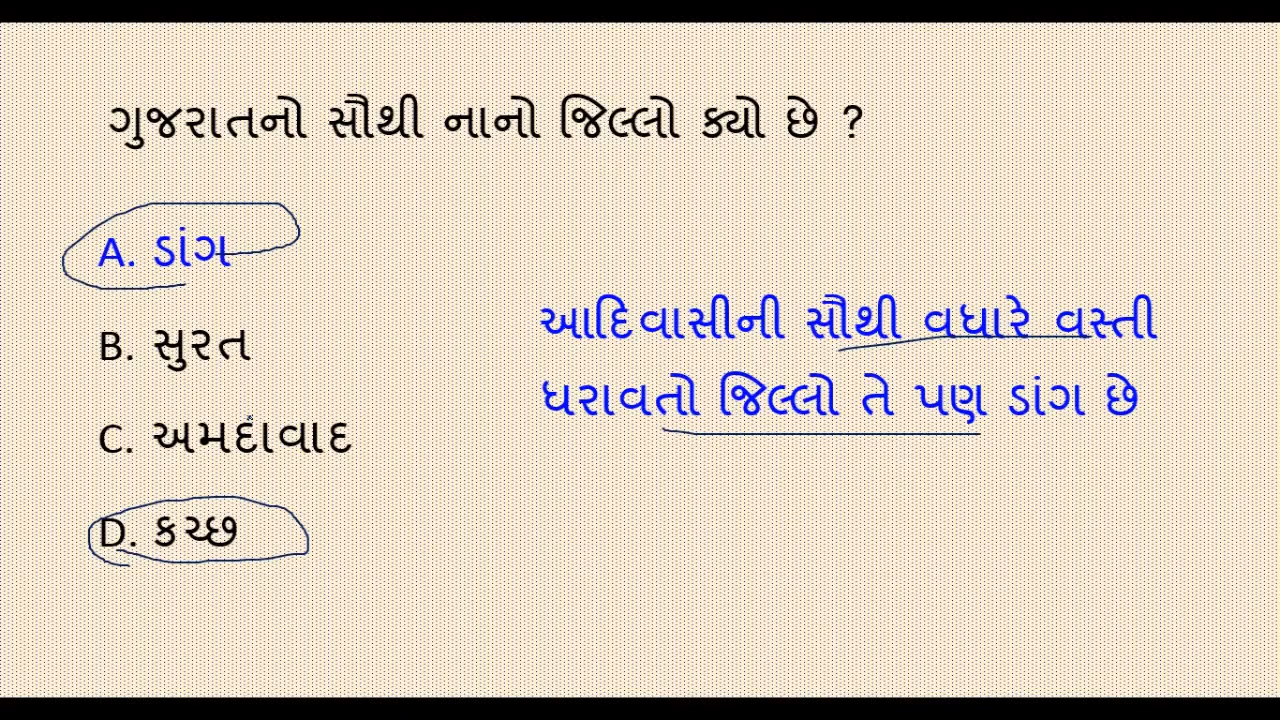 ગુજરાતનો સૌથી નાનો જિલ્લો ક્યો છે ?
A. ડાંગ
B. સુરત
C. અમદાવાદ
D. કચ્છ
આદિવાસીની સૌથી વધારે વસ્તી
ધરાવતો જિલ્લો તે પણ ડાંગ છે